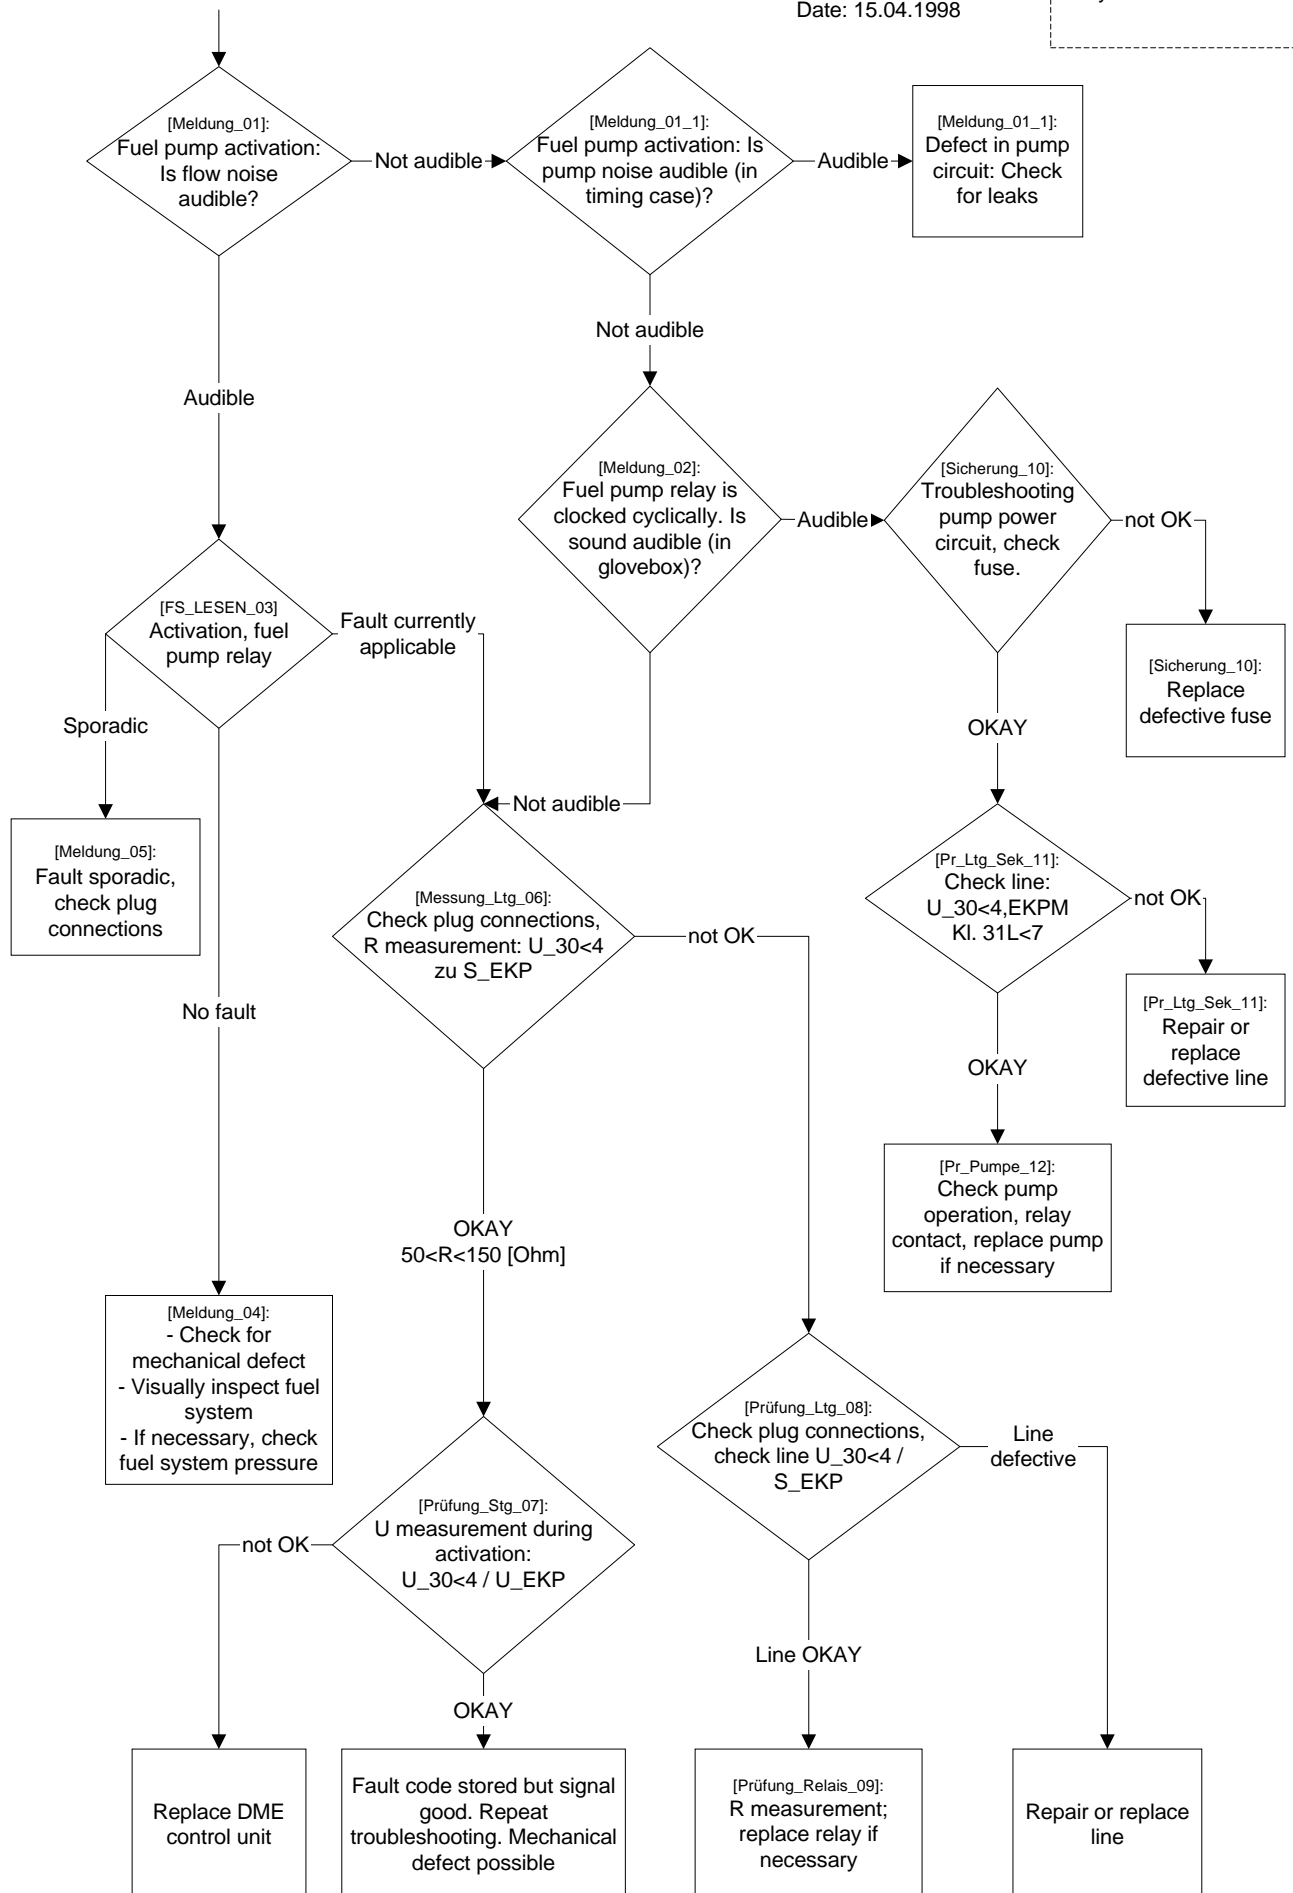 Date: 15.04.1998
[Meldung_01]:
Fuel pump activation:
Is flow noise
audible?
Not audible
[Meldung_01_1]:
Fuel pump activation: Is
pump noise audible (in
timing case)?
Audible
[Meldung_01_1]:
Defect in pump
circuit: Check
for leaks
Not audible
Audible
[Meldung_02]:
Fuel pump relay is
clocked cyclically. Is
sound audible (in
glovebox)?
Audible
[Sicherung_10]:
Troubleshooting
pump power
circuit, check
fuse.
not OK
[Sicherung_10]:
Replace
defective fuse
[FS_LESEN_03]
Activation, fuel
pump relay
Fault currently
applicable
Sporadic
OKAY
Not audible
[Meldung_05]:
Fault sporadic,
check plug
connections
[Messung_Ltg_06]:
Check plug connections,
R measurement: U_30<4
zu S_EKP
not OK
[Pr_Ltg_Sek_11]:
Check line:
U_30<4,EKPM
Kl. 31L<7
not OK
[Pr_Ltg_Sek_11]:
Repair or
replace
defective line
No fault
OKAY
[Pr_Pumpe_12]:
Check pump
operation, relay
contact, replace pump
if necessary
OKAY
50<R<150 [Ohm]
[Meldung_04]:
- Check for
mechanical defect
- Visually inspect fuel
system
- If necessary, check
fuel system pressure
[Prüfung_Ltg_08]:
Check plug connections,
check line U_30<4 /
S_EKP
Line
defective
[Prüfung_Stg_07]:
U measurement during
activation:
U_30<4 / U_EKP
not OK
Line OKAY
OKAY
Replace DME
control unit
Fault code stored but signal
good. Repeat
troubleshooting. Mechanical
defect possible
[Prüfung_Relais_09]:
R measurement;
replace relay if
necessary
Repair or replace
line